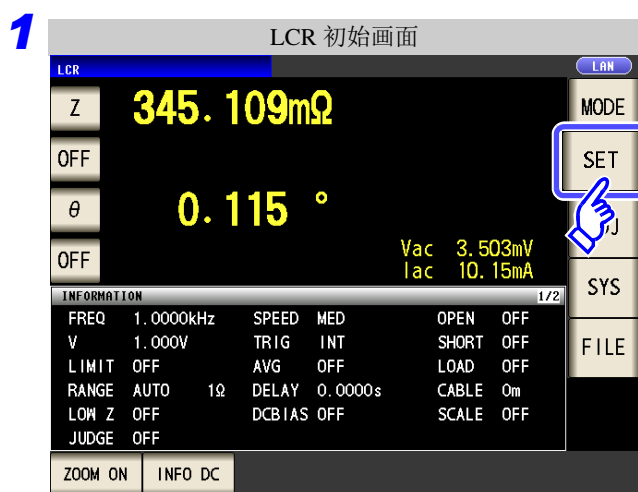 1
LCR 初始画面
LCR
LAN
Z 345.109mΩ
MODE
OFF
SET
θ 0.115 °
OFF
Vac 3.503mV
Iac 10.15mA
SYS
INFORMATION 1/2
FREQ 1.0000kHz SPEED MED OPEN OFF
V 1.000V TRIG INT SHORT OFF
FILE
LIMIT OFF AVG OFF LOAD OFF
RANGE AUTO 1Ω DELAY 0.0000s CABLE 0m
LOW Z OFF DCBIAS OFF SCALE OFF
JUDGE OFF
ZOOM ON INFO DC